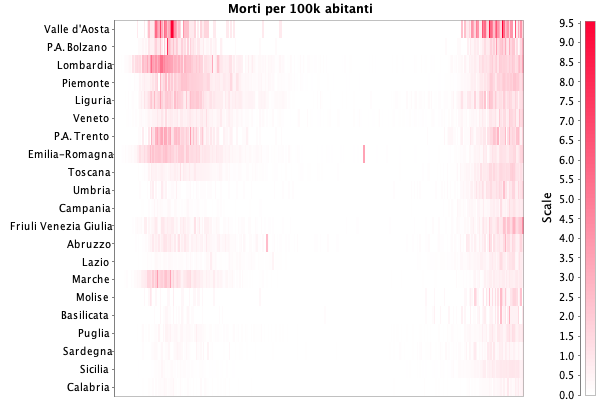 Morti per 100k abitanti
Valle d'Aosta
P.A. Bolzano
Lombardia
Piemonte
Liguria
Veneto
P.A. Trento
Emilia-Romagna
Toscana
Umbria
Campania
Friuli Venezia Giulia
Abruzzo
Lazio
Marche
Molise
Basilicata
Puglia
Sardegna
Sicilia
Calabria
Scale
9.5
9.0
8.5
8.0
7.5
7.0
6.5
6.0
5.5
5.0
4.5
4.0
3.5
3.0
2.5
2.0
1.5
1.0
0.5
0.0